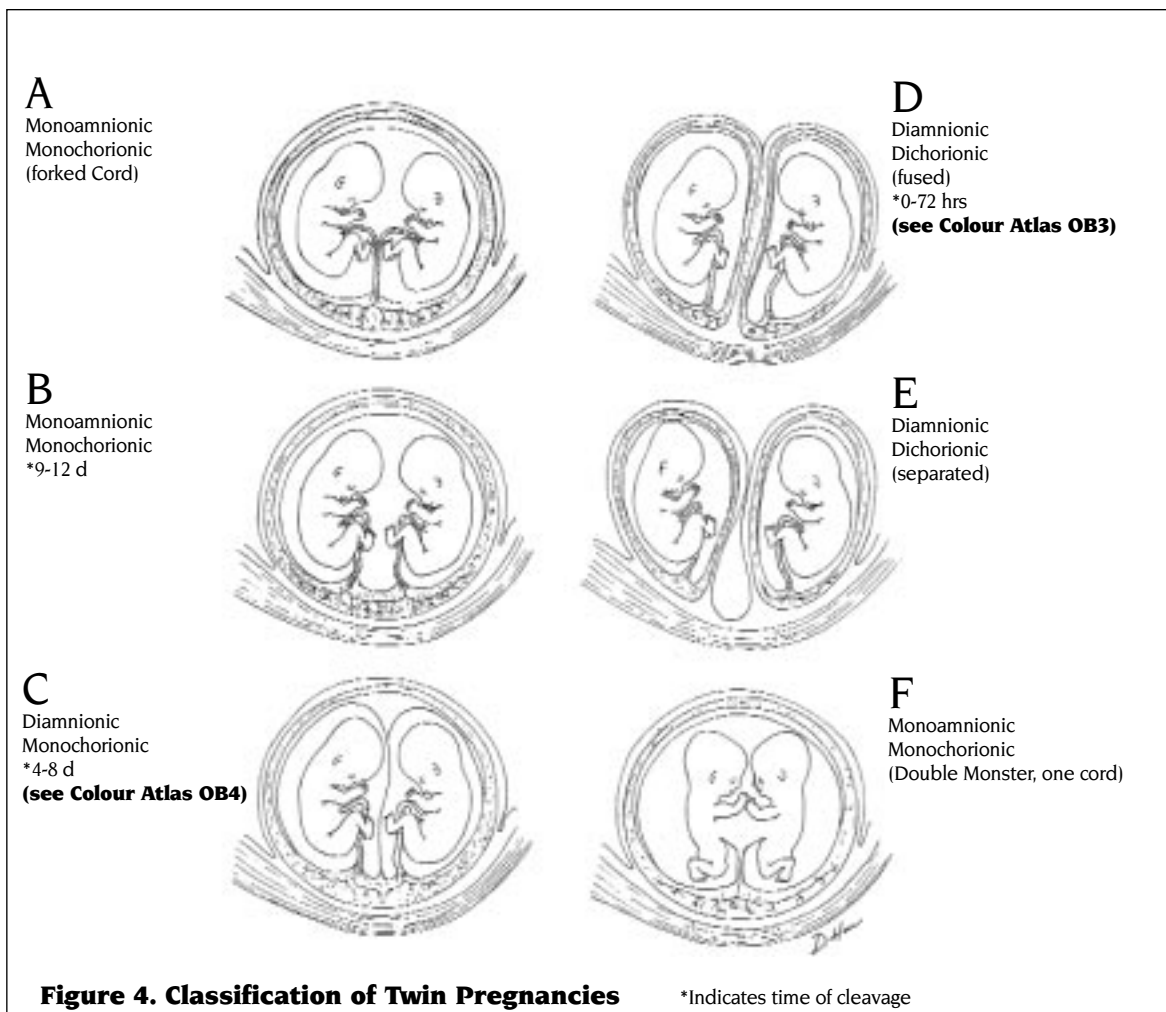 A
Monoamnionic
Monochorionic
(forked Cord)
B
Monoamnionic
Monochorionic
*9-12 d
C
Diamnionic
Monochorionic
*4-8 d
(see Colour Atlas OB4)
D
Diamnionic
Dichorionic
(fused)
*0-72 hrs
(see Colour Atlas OB3)
E
Diamnionic
Dichorionic
(separated)
F
Monoamnionic
Monochorionic
(Double Monster, one cord)
Figure 4. Classification of Twin Pregnancies *Indicates time of cleavage